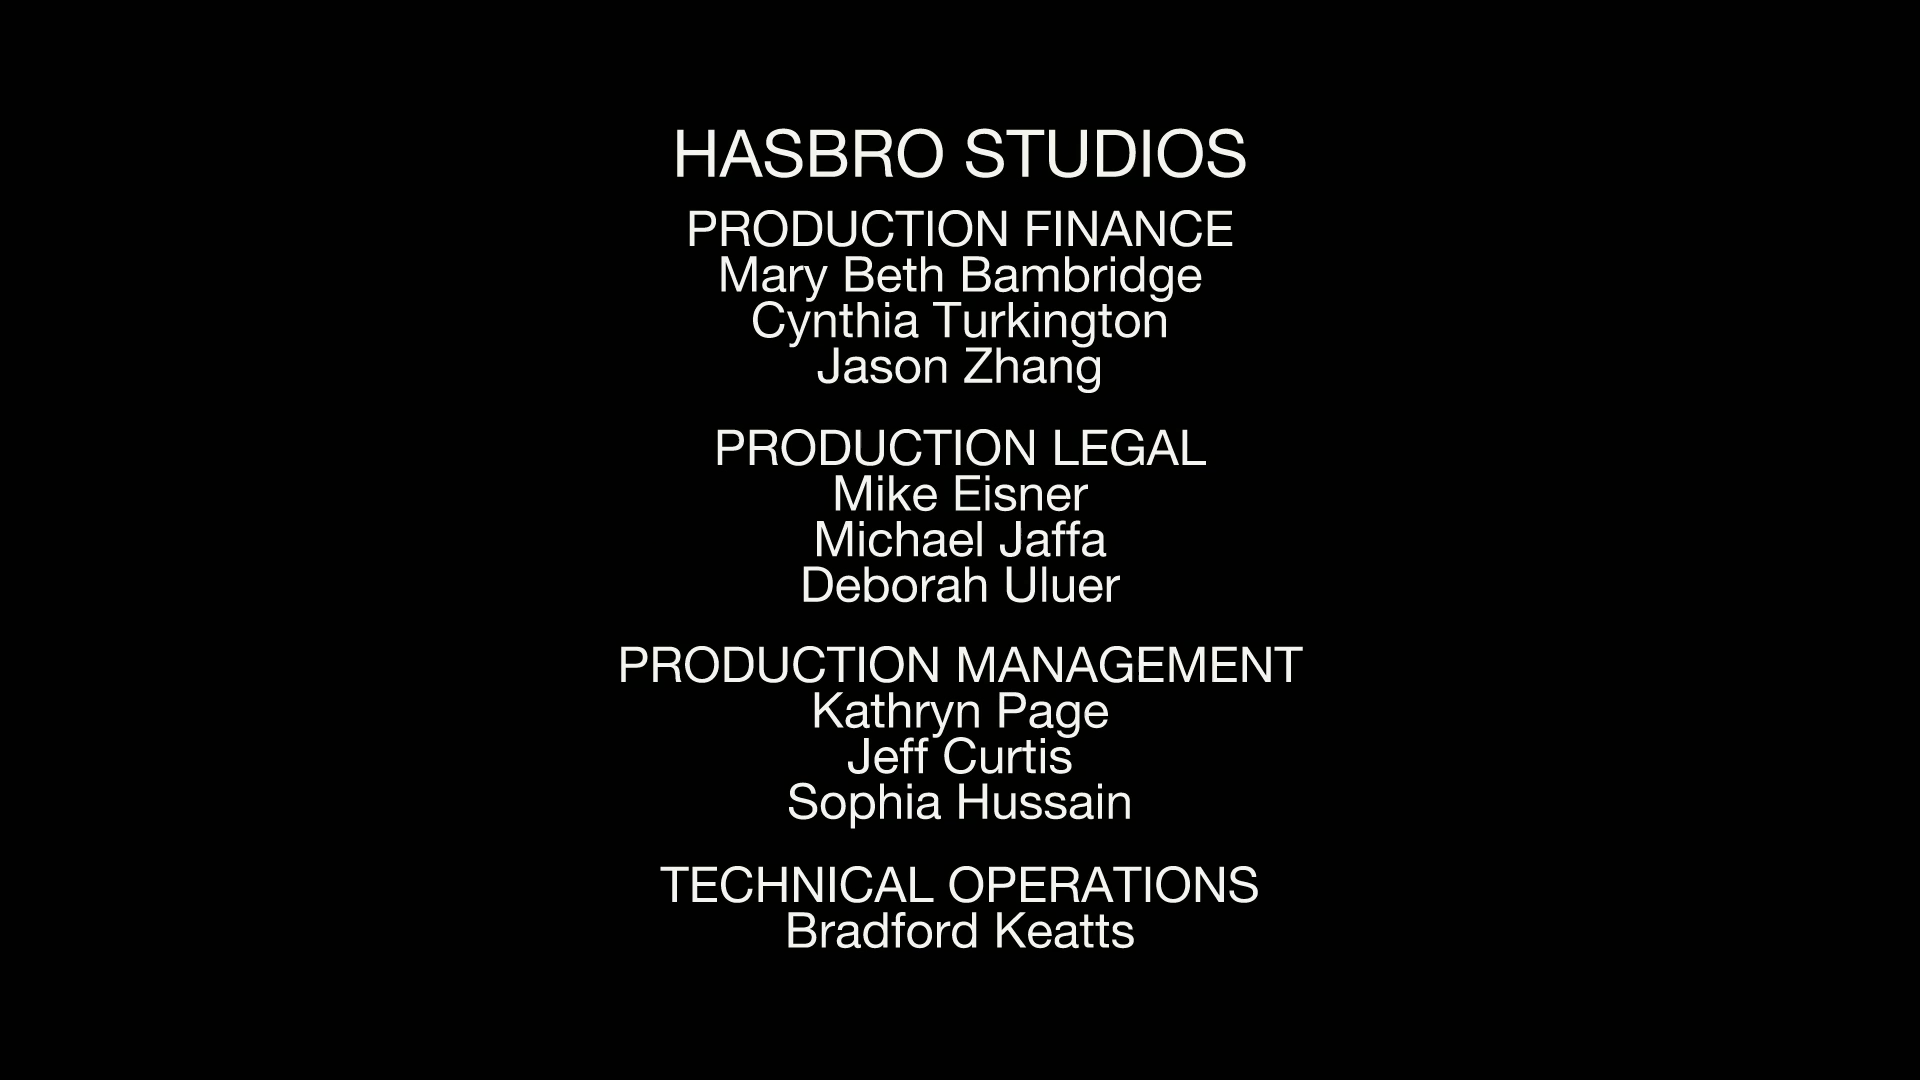 HASBRO STUDIOS
PRODUCTION FINANCE
Mary Beth Bambridge
Cynthia Turkington
Jason Zhang
PRODUCTION LEGAL
Mike Eisner
Michael Jaffa
Deborah Uluer
PRODUCTION MANAGEMENT
Kathryn Page
Jeff Curtis
Sophia Hussain
TECHNICAL OPERATIONS
Bradford Keatts